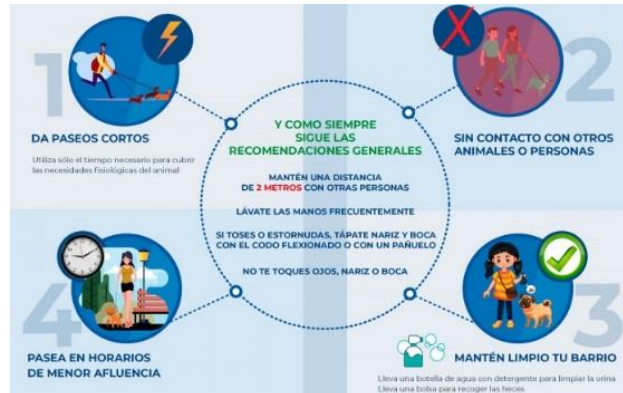 1
DA PASEOS CORTOS
Utiliza sólo el tiempo necesario para cubrir
las necesidades fisiológicas del animal
2
SIN CONTACTO CON OTROS
ANIMALES O PERSONAS
Y COMO SIEMPRE
SIGUE LAS
RECOMENDACIONES GENERALES
MANTÉN UNA DISTANCIA
DE 2 METROS CON OTRAS PERSONAS
LÁVATE LAS MANOS FRECUENTEMENTE
SI TOSES O ESTORNUDAS, TÁPATE NARIZ Y BOCA
CON EL CODO FLEXIONADO O CON UN PAÑUELO
NO TE TOQUES OJOS, NARIZ O BOCA
3
MANTÉN LIMPIO TU BARRIO
Lleva una botella de agua con detergente para limpiar la orina
Lleva una bolsa para recoger las heces
4
PASEA EN HORARIOS
DE MENOR AFLUENCIA